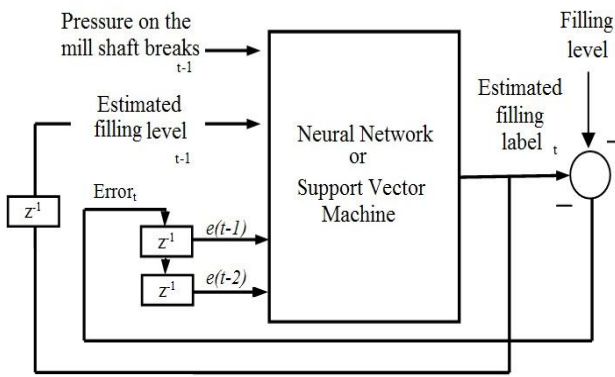 Pressure on the
mill shaft breaks
t-1
Estimated
filling level
t-1
Z-1
Errort
Z-1
e(t-1)
Z-1
e(t-2)
Neural Network
or
Support Vector
Machine
Estimated
filling
label t
Filling
level
−
−